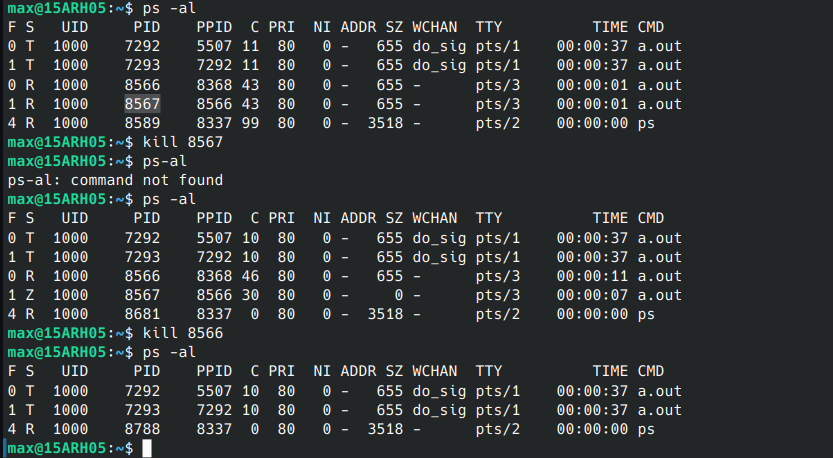 max@15ARH05:~$ ps -al
F S   UID     PID    PPID  C PRI  NI ADDR SZ WCHAN  TTY          TIME CMD
0 T  1000    7292    5507 11  80   0 -   655 do_sig pts/1    00:00:37 a.out
1 T  1000    7293    7292 11  80   0 -   655 do_sig pts/1    00:00:37 a.out
0 R  1000    8566    8368 43  80   0 -   655 -      pts/3    00:00:01 a.out
1 R  1000    8567    8566 43  80   0 -   655 -      pts/3    00:00:01 a.out
4 R  1000    8589    8337 99  80   0 -  3518 -      pts/2    00:00:00 ps
max@15ARH05:~$ kill 8567
max@15ARH05:~$ ps-al
ps-al: command not found
max@15ARH05:~$ ps -al
F S   UID     PID    PPID  C PRI  NI ADDR SZ WCHAN  TTY          TIME CMD
0 T  1000    7292    5507 10  80   0 -   655 do_sig pts/1    00:00:37 a.out
1 T  1000    7293    7292 10  80   0 -   655 do_sig pts/1    00:00:37 a.out
0 R  1000    8566    8368 46  80   0 -   655 -      pts/3    00:00:11 a.out
1 Z  1000    8567    8566 30  80   0 -     0 -      pts/3    00:00:07 a.out
4 R  1000    8681    8337  0  80   0 -  3518 -      pts/2    00:00:00 ps
max@15ARH05:~$ kill 8566
max@15ARH05:~$ ps -al
F S   UID     PID    PPID  C PRI  NI ADDR SZ WCHAN  TTY          TIME CMD
0 T  1000    7292    5507 10  80   0 -   655 do_sig pts/1    00:00:37 a.out
1 T  1000    7293    7292 10  80   0 -   655 do_sig pts/1    00:00:37 a.out
4 R  1000    8788    8337  0  80   0 -  3518 -      pts/2    00:00:00 ps
max@15ARH05:~$